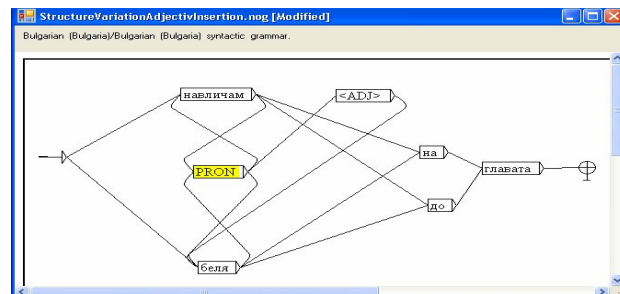 StructureVariationAdjectivInsertion.nog [Modified]
Bulgarian (Bulgaria)/Bulgarian (Bulgaria) syntactic grammar.
навличам
<ADJ>
на
PRON
главата
до
беля